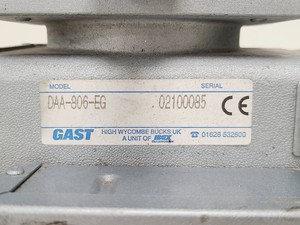 MODEL SERIAL
DAA-806-EG 02100085
CE
GAST HIGH WYCOMBE BUCKS UK
A UNIT OF IDEX ☎ 01628 532600